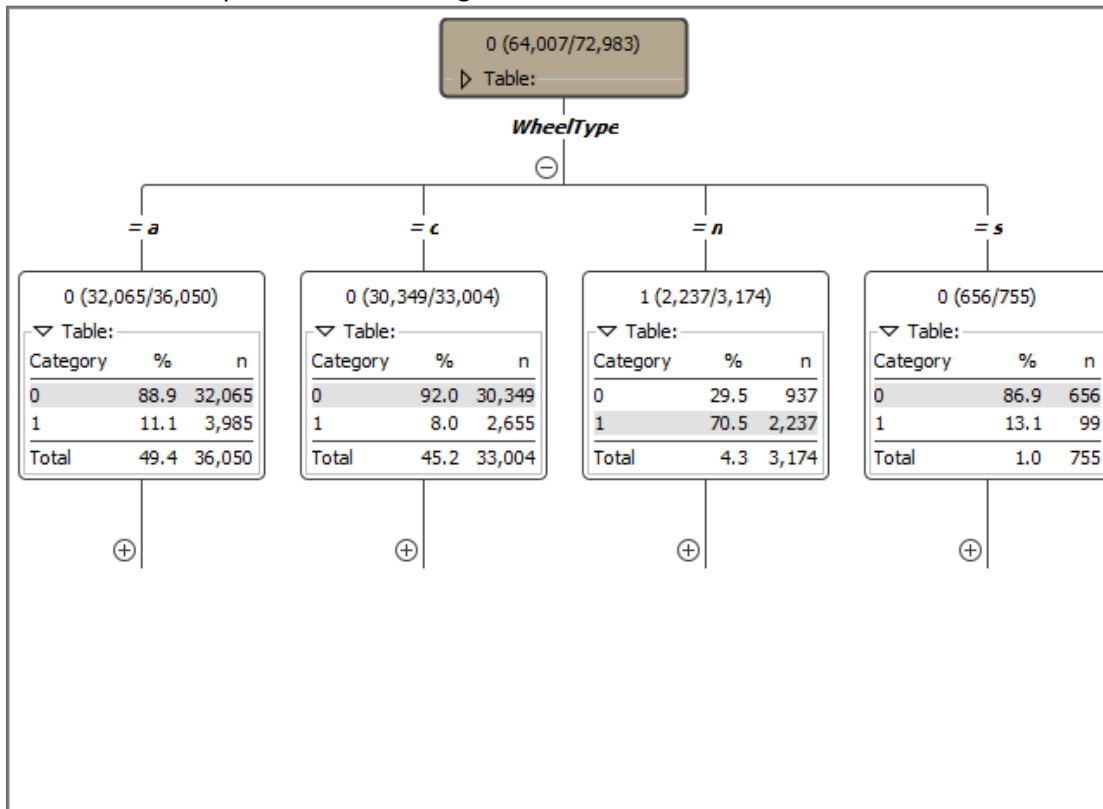 0 (64,007/72,983)
Table:
WheelType
= a
= c
= n
= s
0 (32,065/36,050)
Table:
Category % n
0 88.9 32,065
1 11.1 3,985
Total 49.4 36,050
0 (30,349/33,004)
Table:
Category % n
0 92.0 30,349
1 8.0 2,655
Total 45.2 33,004
1 (2,237/3,174)
Table:
Category % n
0 29.5 937
1 70.5 2,237
Total 4.3 3,174
0 (656/755)
Table:
Category % n
0 86.9 656
1 13.1 99
Total 1.0 755